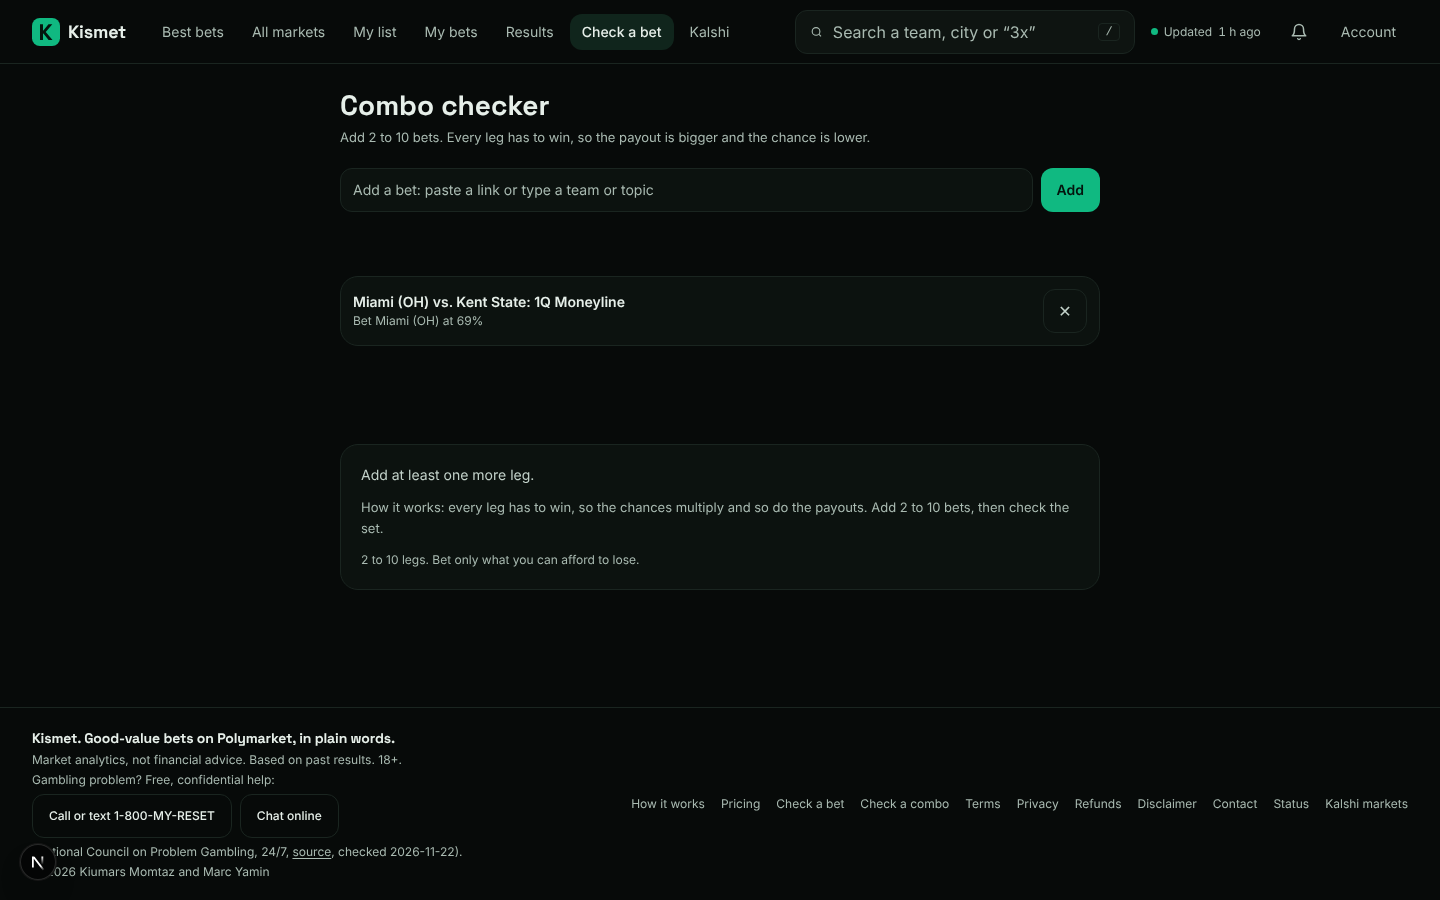 K Kismet
Best bets
All markets
My list
My bets
Results
Check a bet
Kalshi
Search a team, city or “3x”
/
Updated 1 h ago
Account
Combo checker
Add 2 to 10 bets. Every leg has to win, so the payout is bigger and the chance is lower.
Add a bet: paste a link or type a team or topic
Add
Miami (OH) vs. Kent State: 1Q Moneyline
Bet Miami (OH) at 69%
×
Add at least one more leg.
How it works: every leg has to win, so the chances multiply and so do the payouts. Add 2 to 10 bets, then check the
set.
2 to 10 legs. Bet only what you can afford to lose.
Kismet. Good-value bets on Polymarket, in plain words.
Market analytics, not financial advice. Based on past results. 18+.
Gambling problem? Free, confidential help:
Call or text 1-800-MY-RESET
Chat online
Council on Problem Gambling, 24/7, source, checked 2026-11-22).
Kiumars Momtaz and Marc Yamin
How it works
Pricing
Check a bet
Check a combo
Terms
Privacy
Refunds
Disclaimer
Contact
Status
Kalshi markets
N